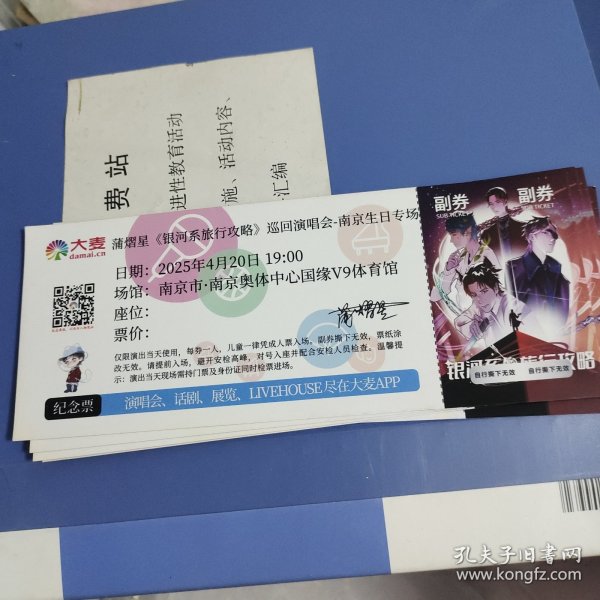 费站
进性教育活动
施、活动内容、
汇编
大麦
damai.cn
蒲熠星《银河系旅行攻略》巡回演唱会-南京生日专场
日期：2025年4月20日 19:00
场馆：南京市·南京奥体中心国缘V9体育馆
座位：
票价：
仅限演出当天使用，每券一人，儿童一律凭成人票入场，副券撕下无效，票纸涂
改无效。请提前入场，避开安检高峰，对号入座并配合安检人员检查。温馨提
示：演出当天现场需持门票及身份证同时检票进场。
纪念票
演唱会、话剧、展览、LIVEHOUSE尽在大麦APP
副券
SUB TICKET
副券
SUB TICKET
银河系旅行攻略
自行撕下无效
自行撕下无效
孔夫子旧书网
www.kongfz.com